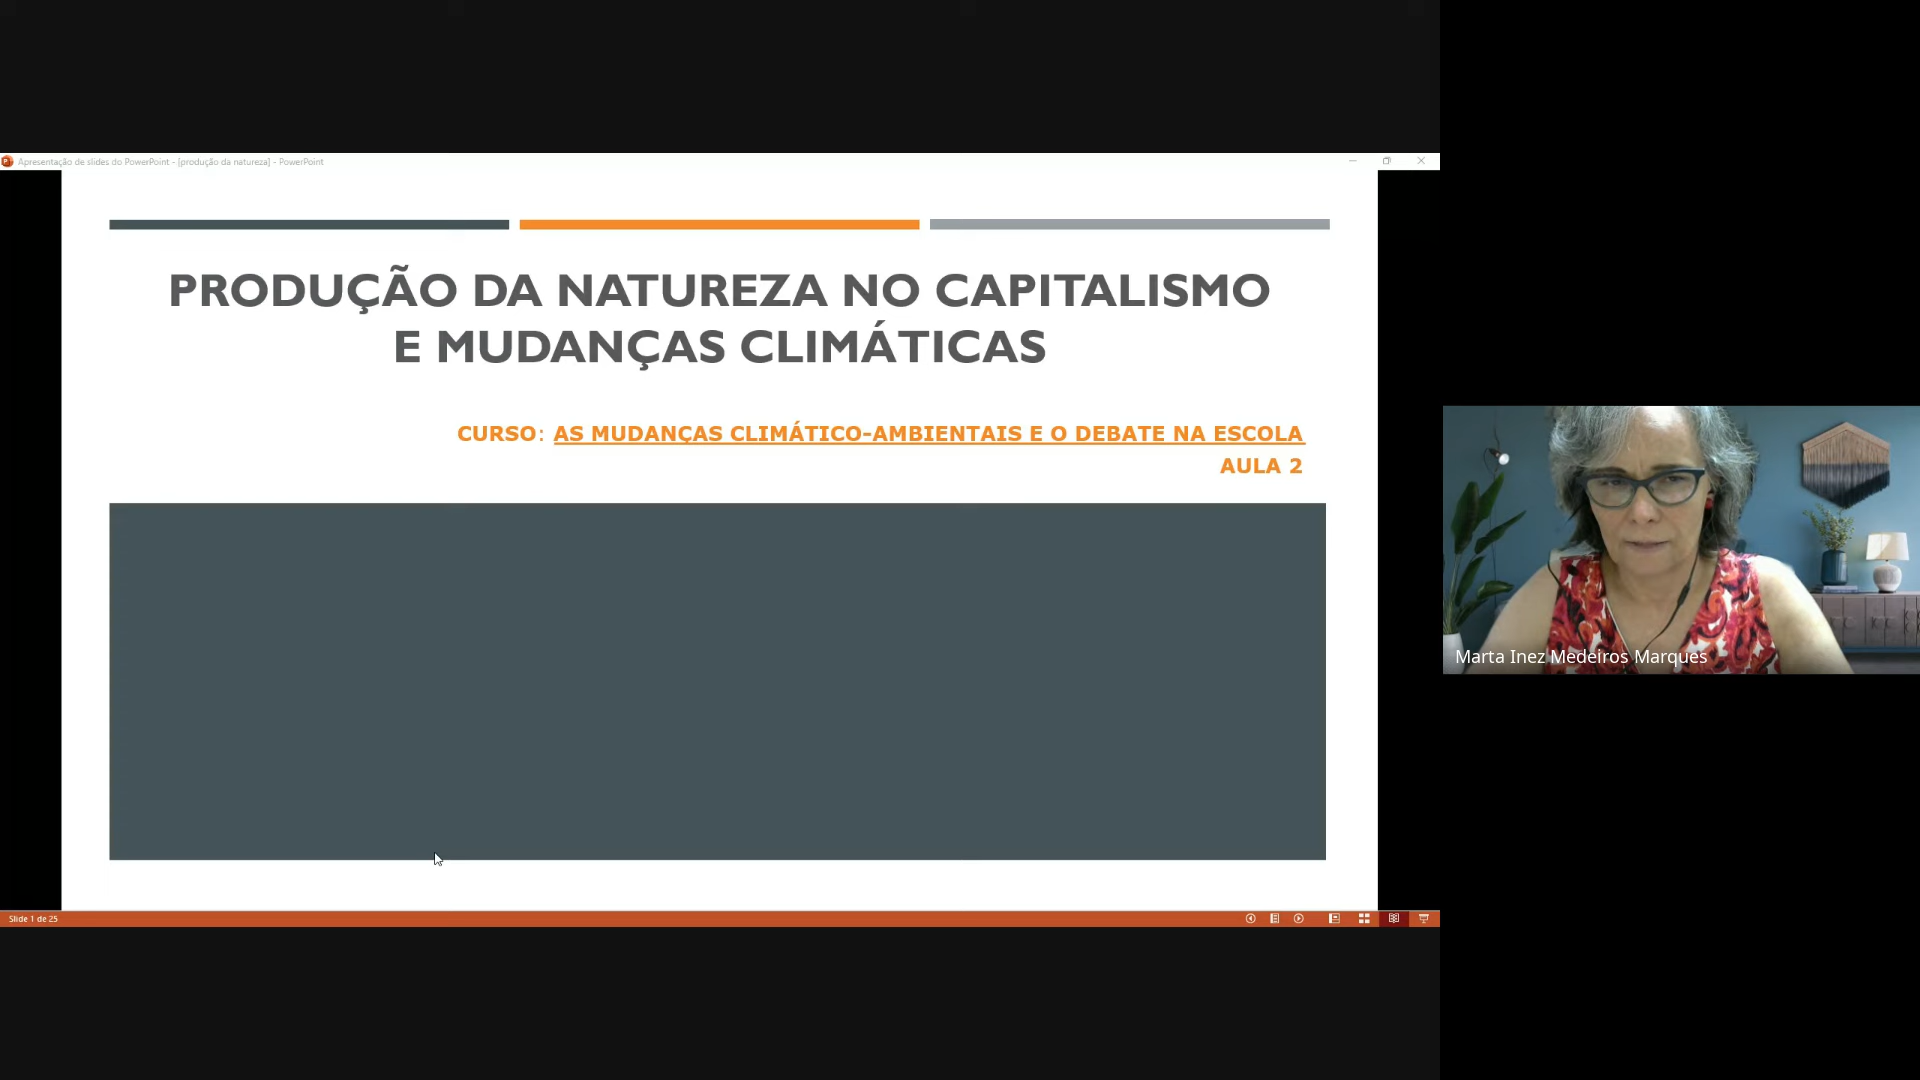 Apresentação de slides do PowerPoint - [produção da natureza] - PowerPoint
PRODUÇÃO DA NATUREZA NO CAPITALISMO
E MUDANÇAS CLIMÁTICAS
CURSO: AS MUDANÇAS CLIMÁTICO-AMBIENTAIS E O DEBATE NA ESCOLA
AULA 2
Marta Inez Medeiros Marques
Slide 1 de 25